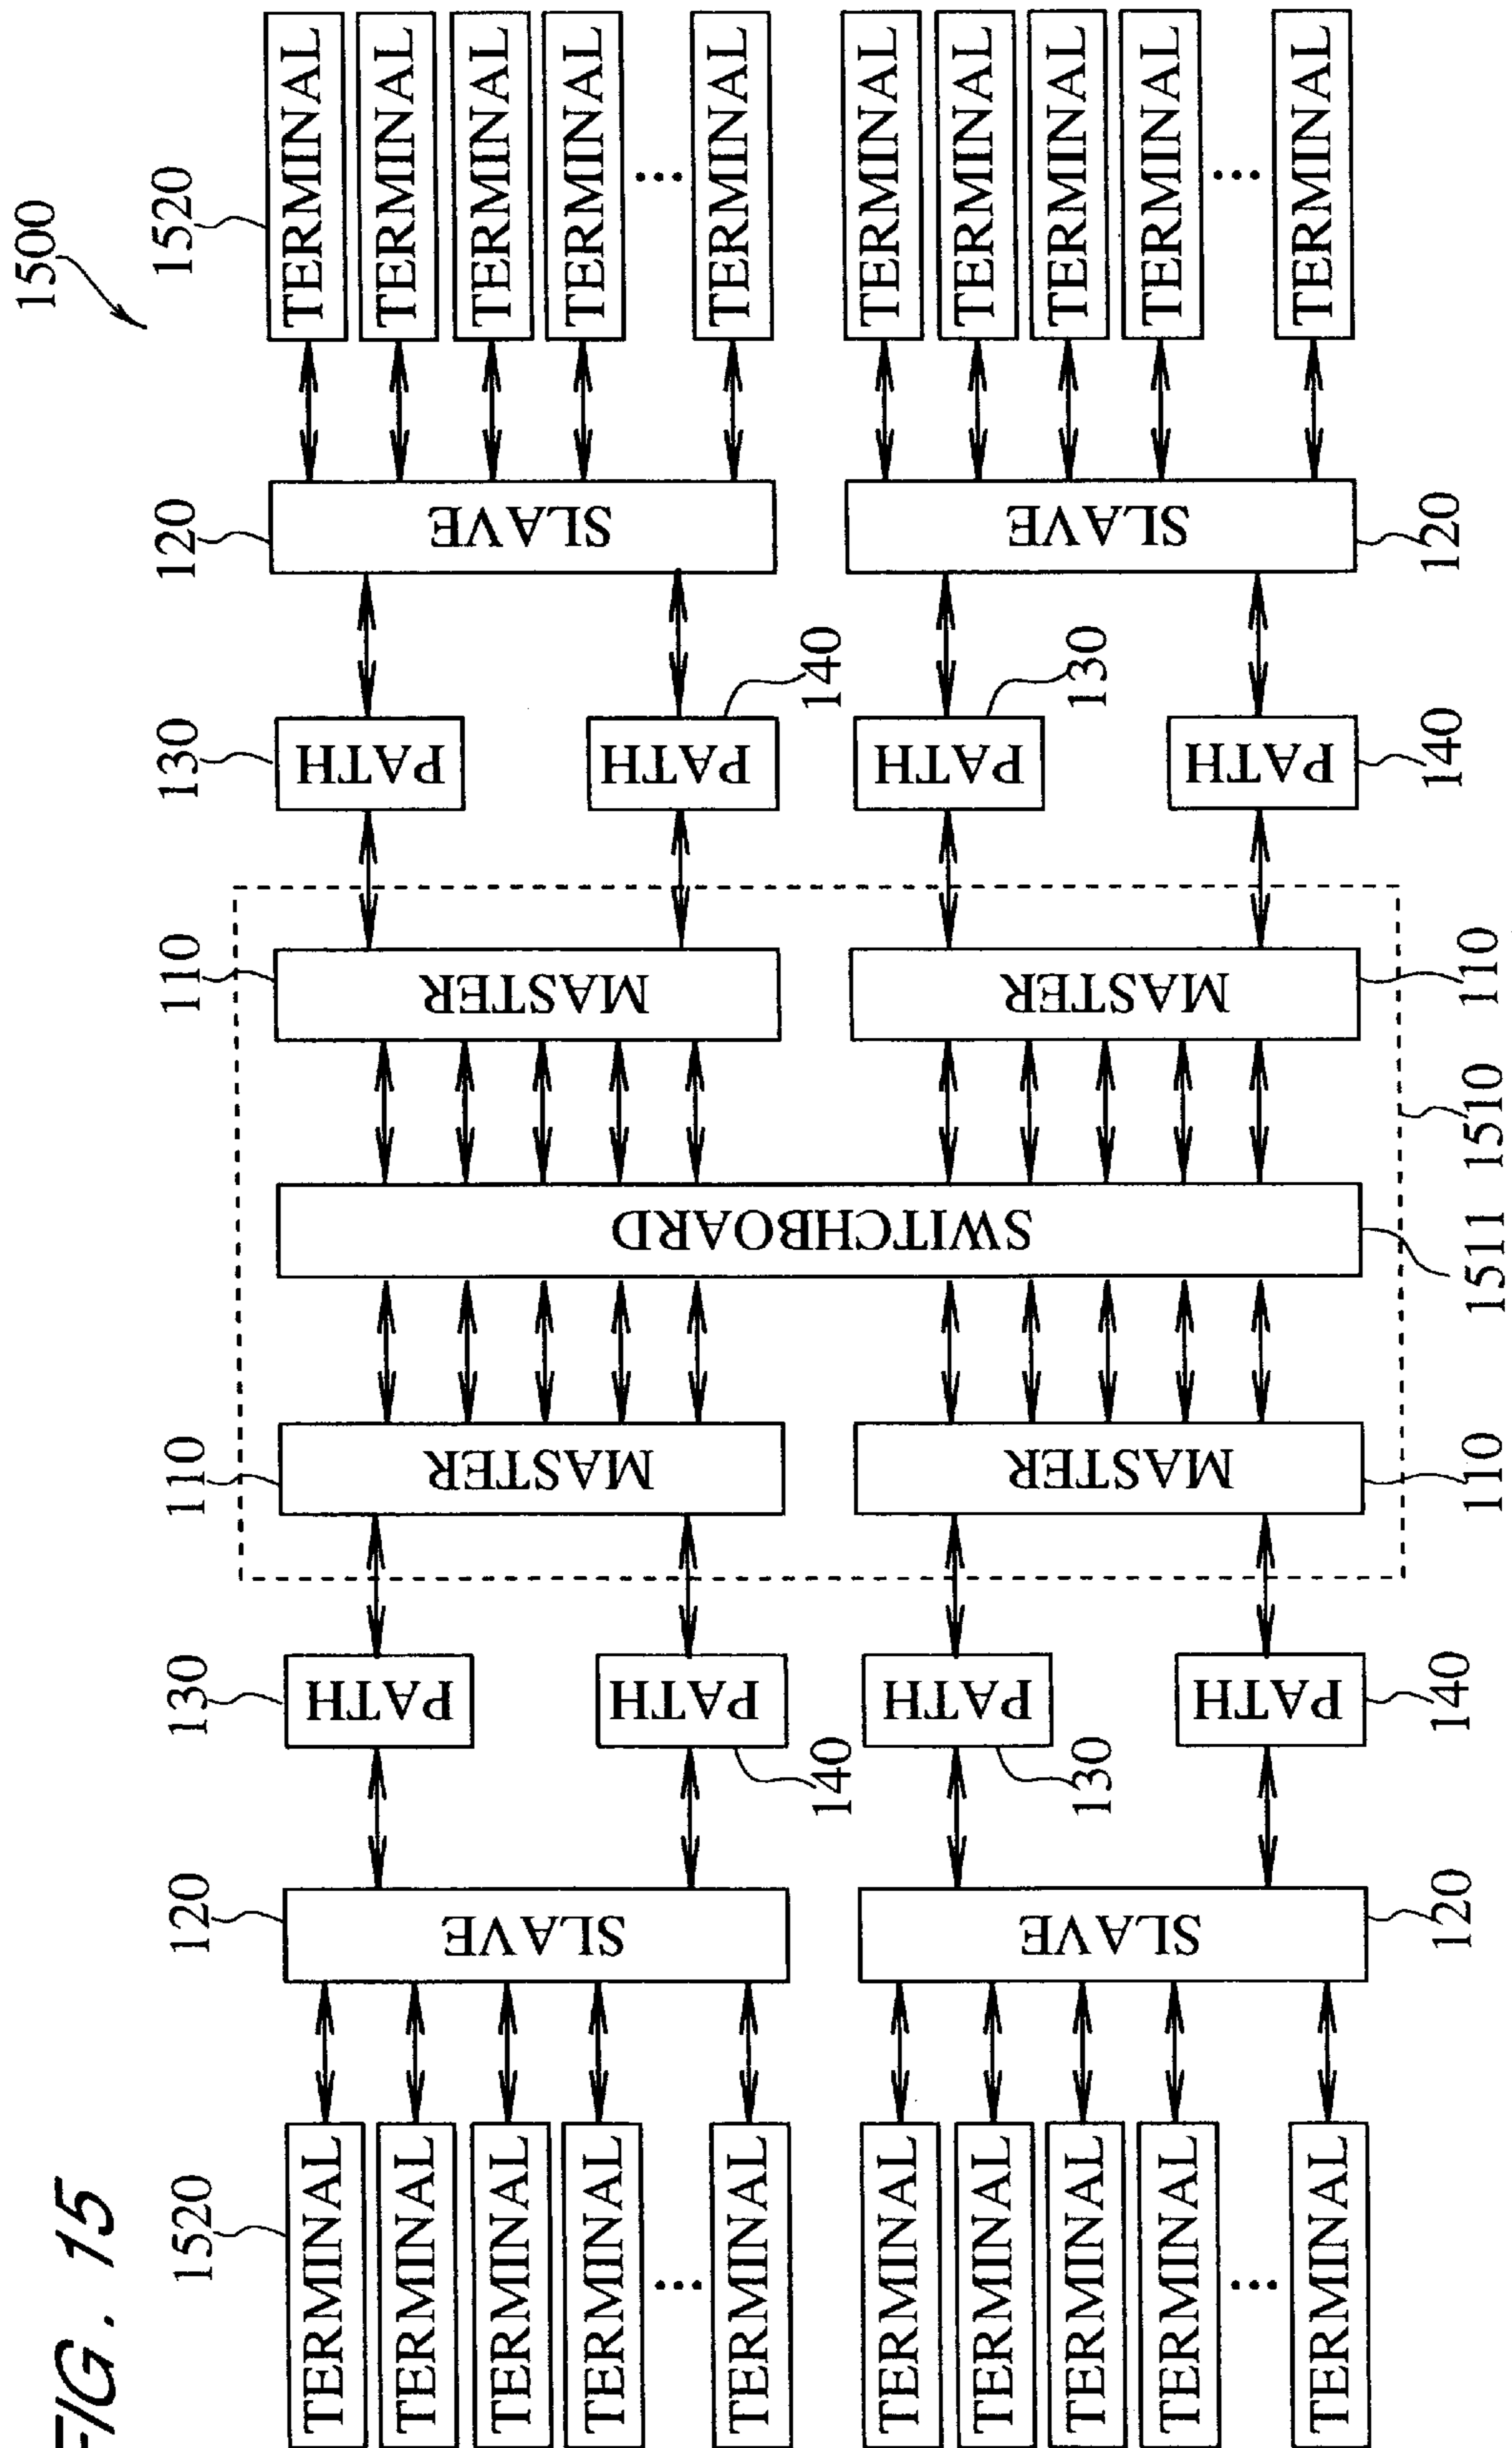 FIG. 15
1500
1520
120
130
110
110
130
120
1520
TERMINAL
TERMINAL
TERMINAL
TERMINAL
...
TERMINAL
SLAVE
PATH
PATH
140
MASTER
SWITCHBOARD
MASTER
PATH
PATH
140
SLAVE
TERMINAL
TERMINAL
TERMINAL
TERMINAL
...
TERMINAL
TERMINAL
TERMINAL
TERMINAL
TERMINAL
...
TERMINAL
SLAVE
PATH
130
PATH
MASTER
MASTER
PATH
130
PATH
SLAVE
TERMINAL
TERMINAL
TERMINAL
TERMINAL
...
TERMINAL
120
140
110
1511
1510
110
140
120